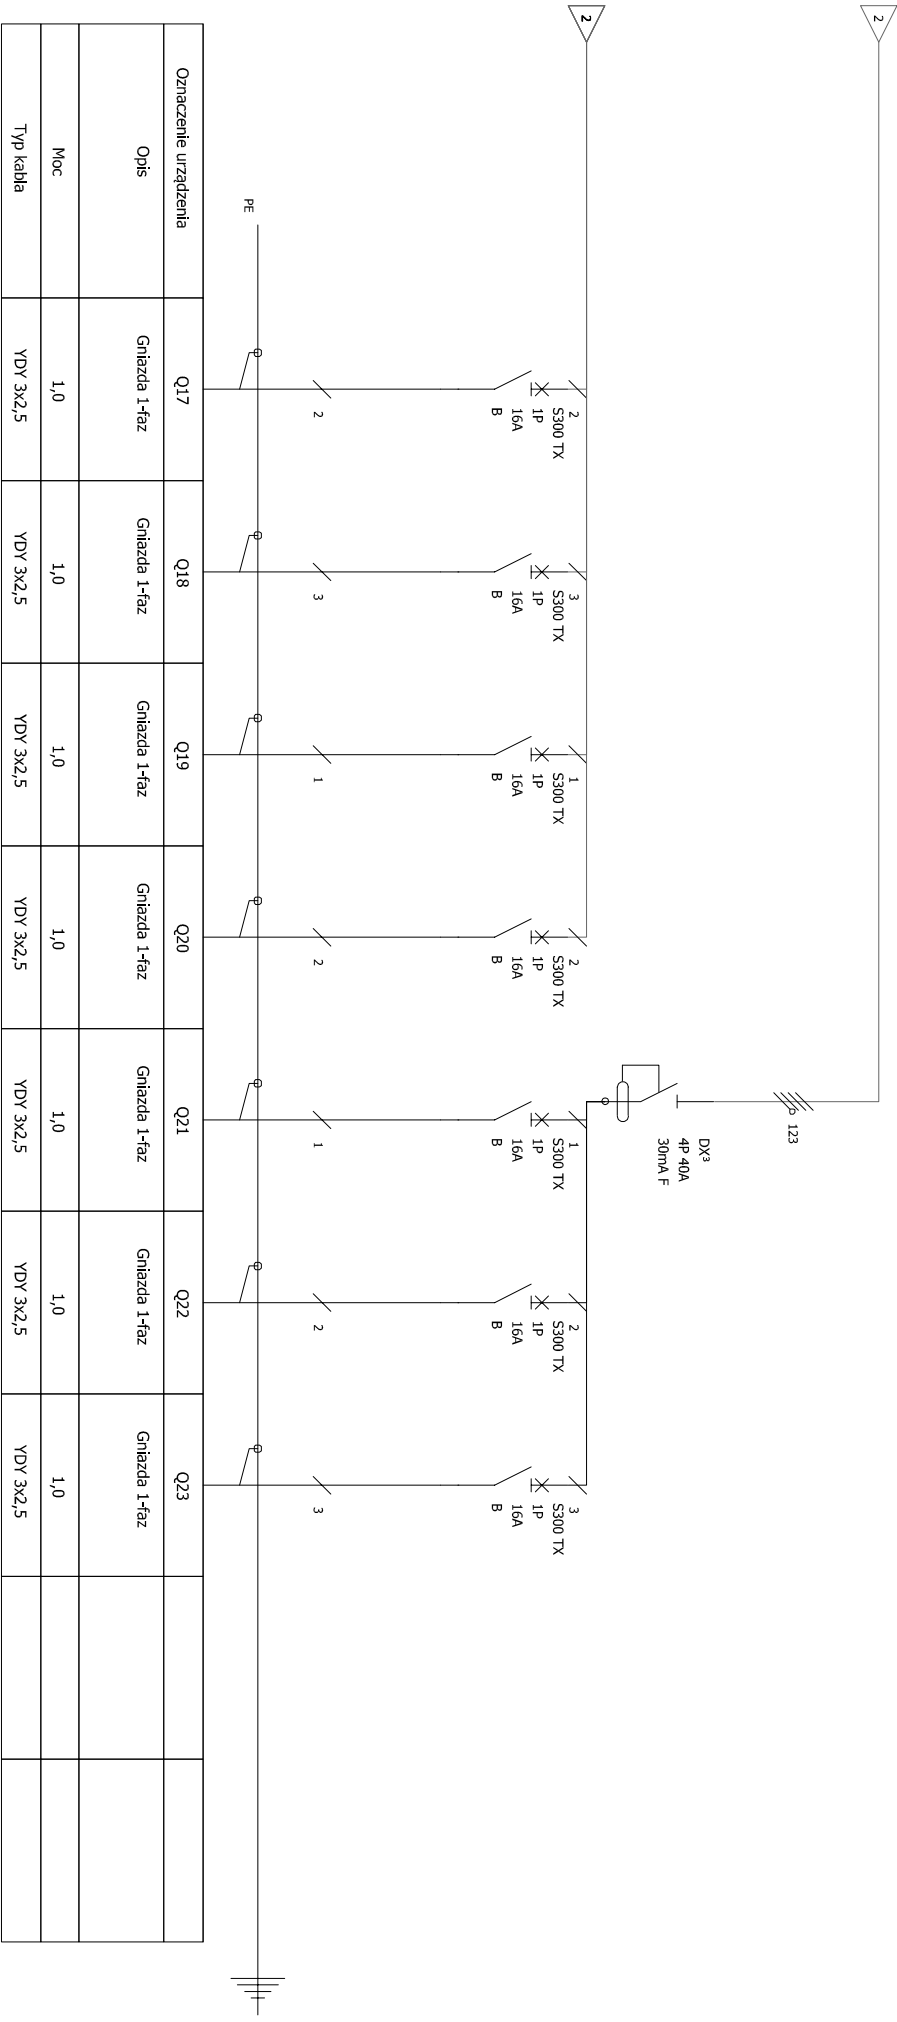 2
2
123
DX³
4P 40A
30mA F
2
S300 TX
1P
16A
B
3
S300 TX
1P
16A
B
1
S300 TX
1P
16A
B
2
S300 TX
1P
16A
B
1
S300 TX
1P
16A
B
2
S300 TX
1P
16A
B
3
S300 TX
1P
16A
B
2
3
1
2
1
2
3
PE
Oznaczenie urządzenia Q17 Q18 Q19 Q20 Q21 Q22 Q23
Opis Gniazda 1-faz Gniazda 1-faz Gniazda 1-faz Gniazda 1-faz Gniazda 1-faz Gniazda 1-faz Gniazda 1-faz
Moc 1,0 1,0 1,0 1,0 1,0 1,0 1,0
Typ kabla YDY 3x2,5 YDY 3x2,5 YDY 3x2,5 YDY 3x2,5 YDY 3x2,5 YDY 3x2,5 YDY 3x2,5